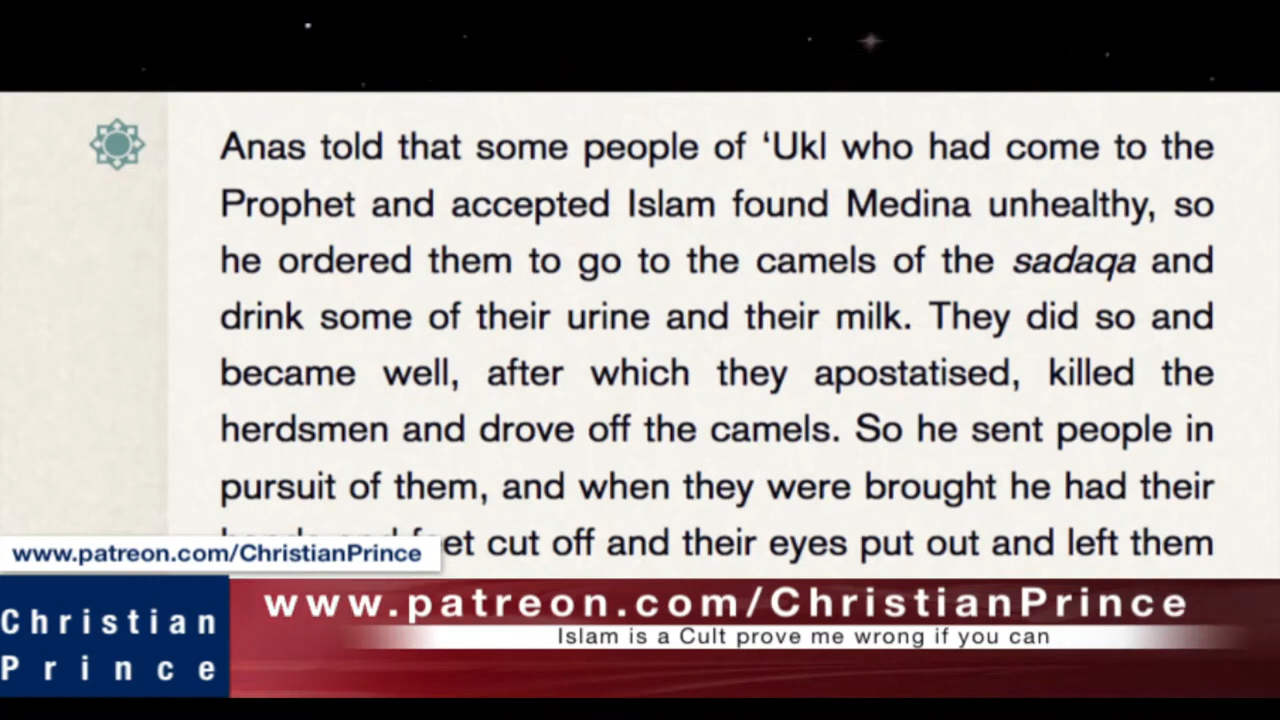 Anas told that some people of ‘Ukl who had come to the
Prophet and accepted Islam found Medina unhealthy, so
he ordered them to go to the camels of the sadaqa and
drink some of their urine and their milk. They did so and
became well, after which they apostatised, killed the
herdsmen and drove off the camels. So he sent people in
pursuit of them, and when they were brought he had their
cut off and their eyes put out and left them
www.patreon.com/ChristianPrince
Christian
Prince
www.patreon.com/ChristianPrince
Islam is a Cult prove me wrong if you can